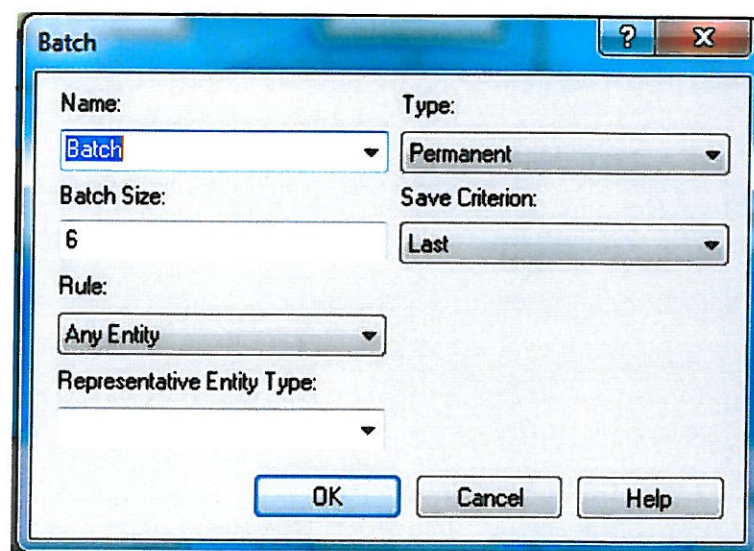 Batch
?
X
Name:
Type:
Batch
Permanent
Batch Size:
Save Criterion:
6
Last
Rule:
Any Entity
Representative Entity Type:
OK
Cancel
Help